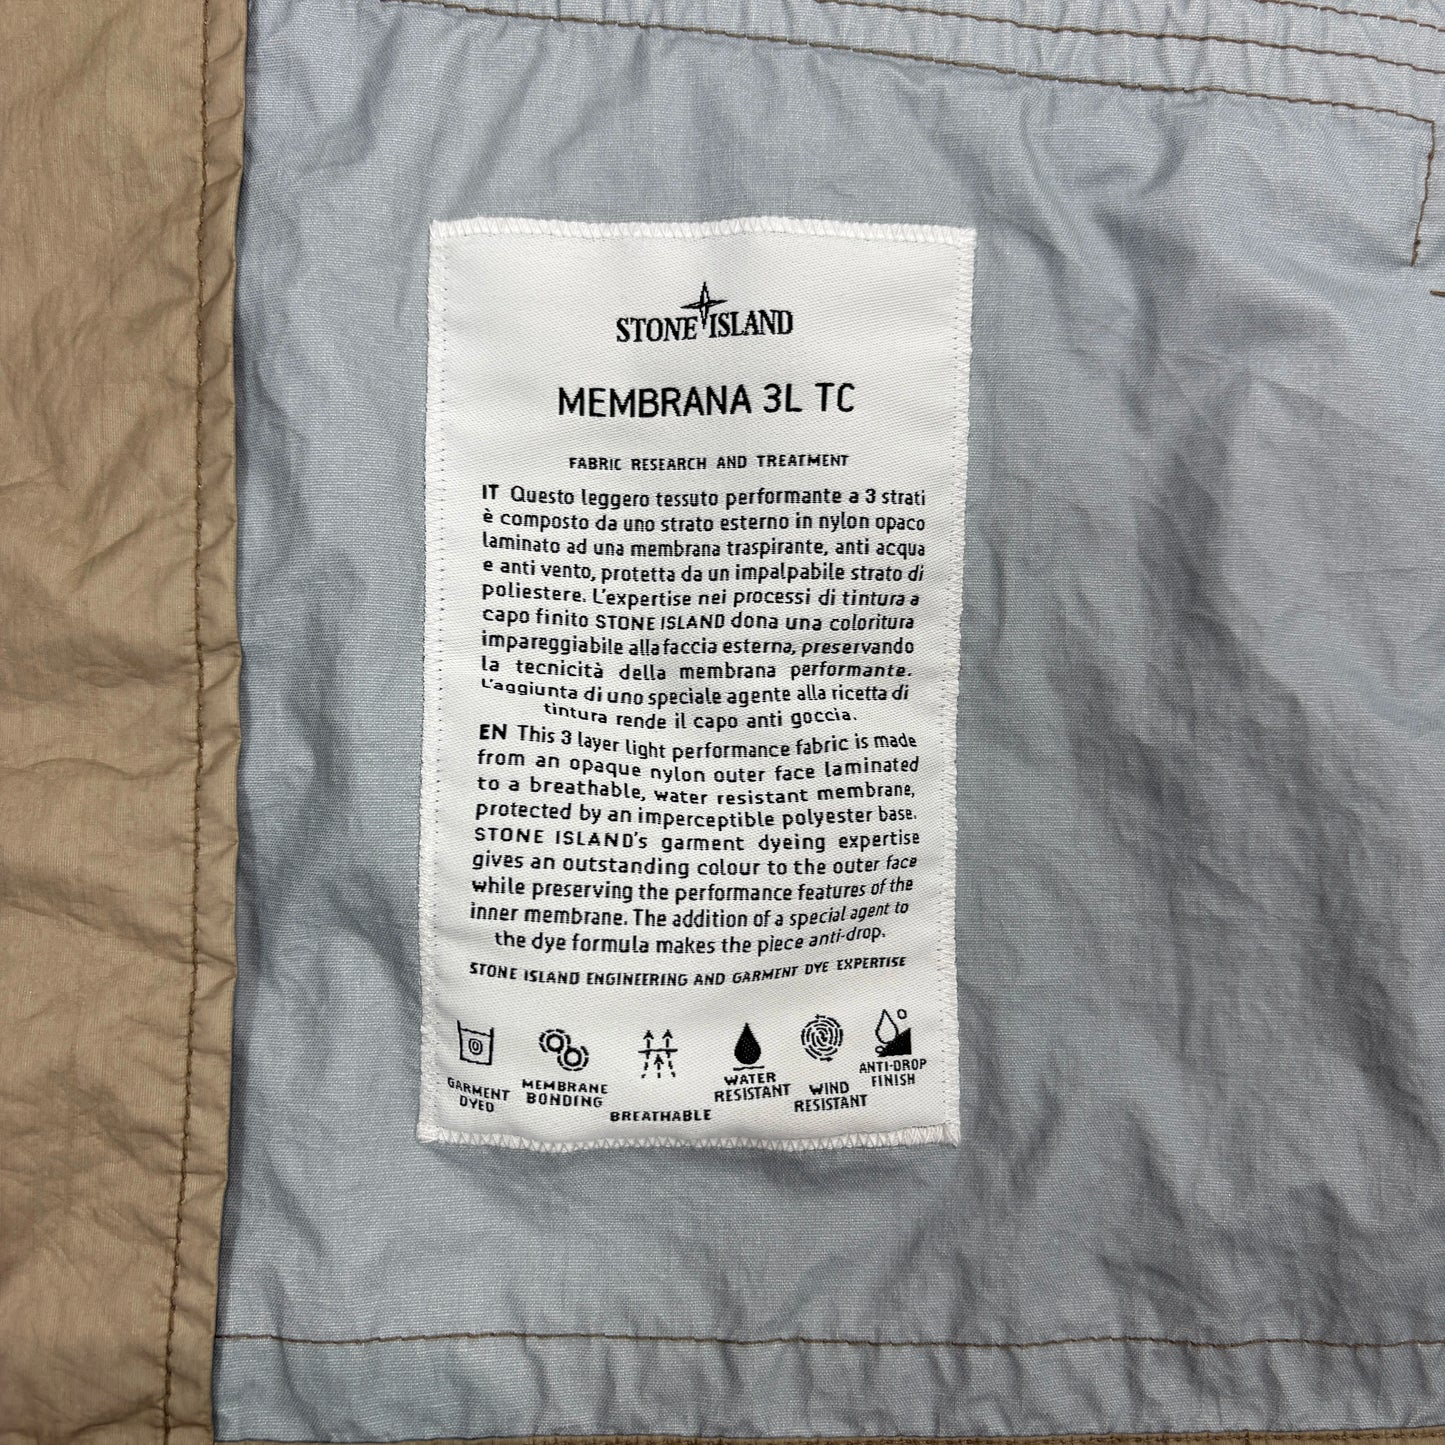 STONE ISLAND
MEMBRANA 3L TC
FABRIC RESEARCH AND TREATMENT
IT Questo leggero tessuto performante a 3 strati
è composto da uno strato esterno in nylon opaco
laminato ad una membrana traspirante, anti acqua
e anti vento, protetta da un impalpabile strato di
poliestere. L'expertise nei processi di tintura a
capo finito STONE ISLAND dona una coloritura
impareggiabile alla faccia esterna, preservando
la tecnicità della membrana performante.
L'aggiunta di uno speciale agente alla ricetta di
tintura rende il capo anti goccia.
EN This 3 layer light performance fabric is made
from an opaque nylon outer face laminated
to a breathable, water resistant membrane,
protected by an imperceptible polyester base.
STONE ISLAND's garment dyeing expertise
gives an outstanding colour to the outer face
while preserving the performance features of the
inner membrane. The addition of a special agent to
the dye formula makes the piece anti-drop.
STONE ISLAND ENGINEERING AND GARMENT DYE EXPERTISE
GARMENT
DYED
MEMBRANE
BONDING
BREATHABLE
WATER
RESISTANT
WIND
RESISTANT
ANTI-DROP
FINISH